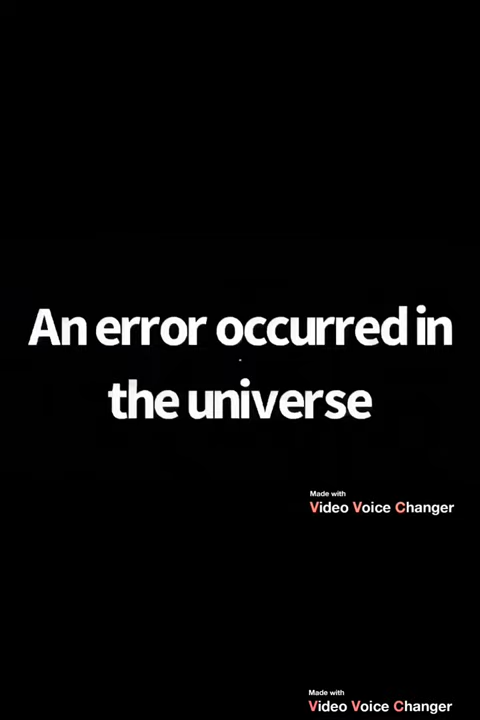 An error occurred in
the universe
Made with
Video Voice Changer
Made with
Video Voice Changer